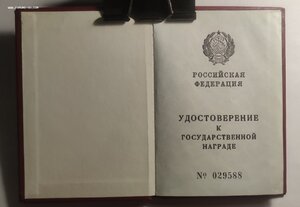 РОССИЙСКАЯ
ФЕДЕРАЦИЯ
УДОСТОВЕРЕНИЕ
К
ГОСУДАРСТВЕННОЙ
НАГРАДЕ
№ 029588